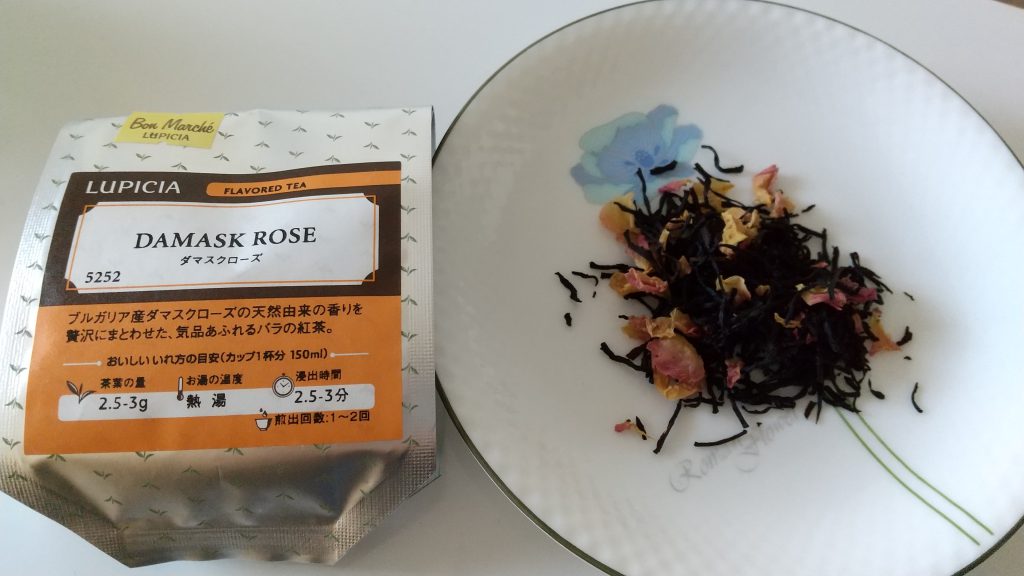 Bon Marché
LUPICIA
LUPICIA
FLAVORED TEA
DAMASK ROSE
ダマスクローズ
5252
ブルガリア産ダマスクローズの天然由来の香りを
贅沢にまとわせた、気品あふれるバラの紅茶。
おいしいいれ方の目安(カップ1杯分 150ml)
茶葉の量 お湯の温度 浸出時間
2.5-3g 熱湯 2.5-3分
煎出回数:1〜2回